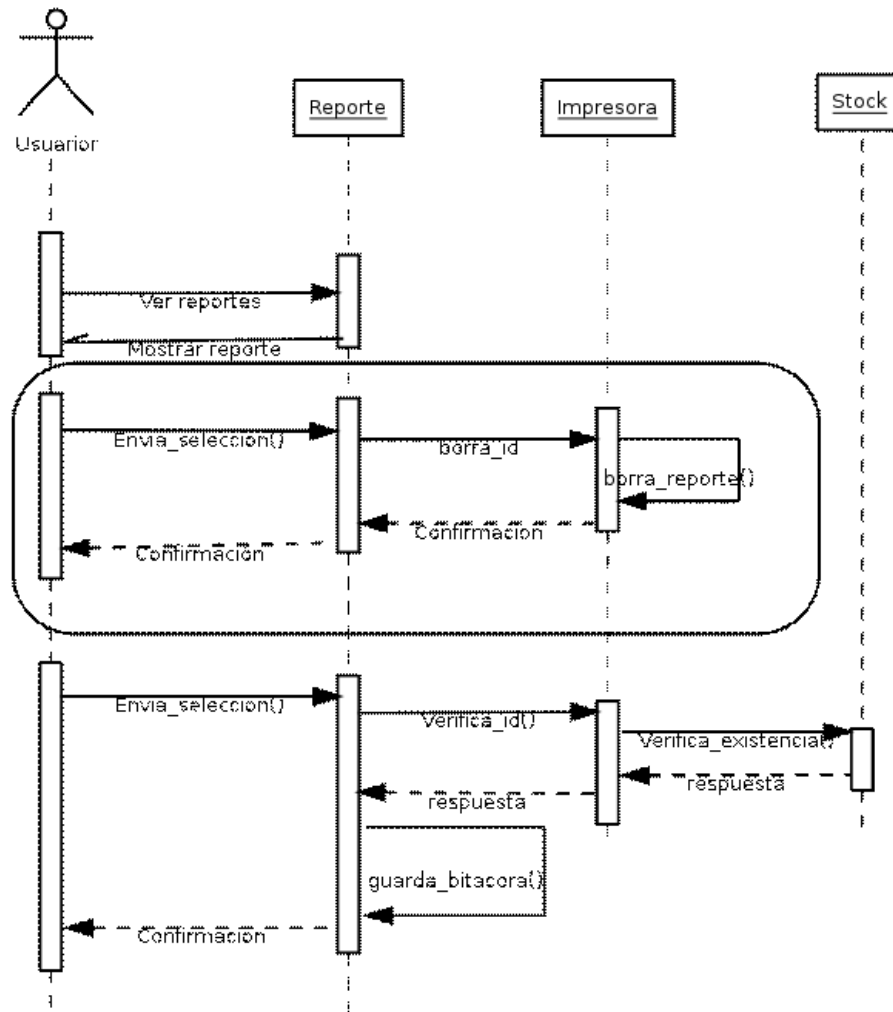 Reporte
Impresora
Stock
Usuarior
Ver reportes
Mostrar reporte
Envia_seleccion()
borra_id
borra_reporte()
Confirmacion
Confirmacion
Envia_seleccion()
Verifica_id()
Verifica_existencia()
respuesta
respuesta
guarda_bitacora()
Confirmacion